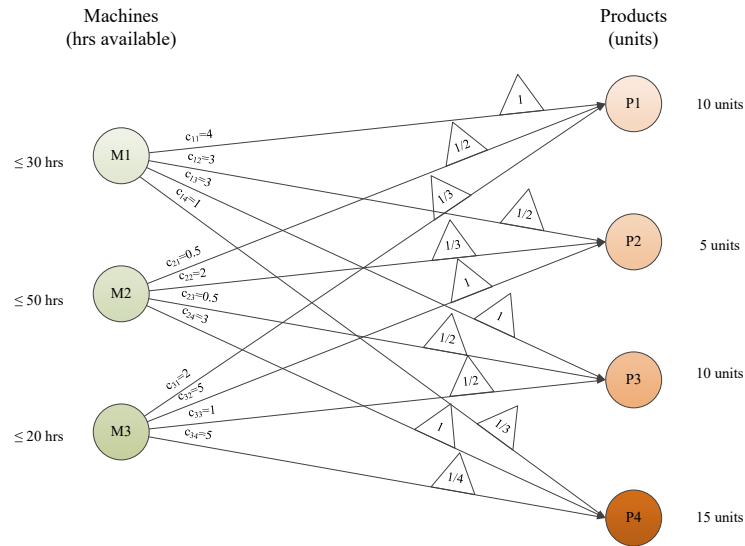 Machines
(hrs available)
Products
(units)
M1
≤ 30 hrs
c₁₁=4
c₁₂=3
c₁₃=3
c₁₄=1
1
1/2
1/3
1/2
P1
10 units
M2
≤ 50 hrs
c₂₁=0.5
c₂₂=2
c₂₃=0.5
c₂₄=3
1/3
1
1
1/2
P2
5 units
M3
≤ 20 hrs
c₃₁=2
c₃₂=5
c₃₃=1
c₃₄=5
1/2
1
1/3
1/4
P3
10 units
P4
15 units